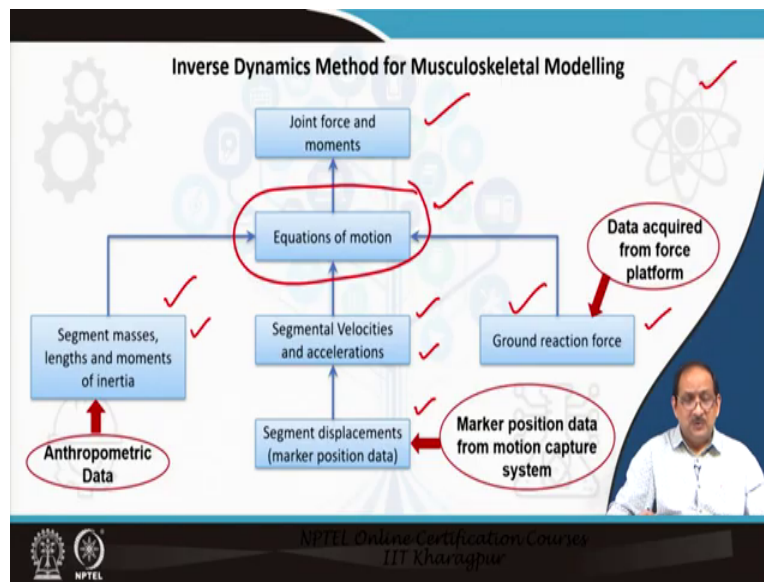 Inverse Dynamics Method for Musculoskeletal Modelling
Joint force and
moments
Equations of motion
Data acquired
from force
platform
Segment masses,
lengths and moments
of inertia
Segmental Velocities
and accelerations
Ground reaction force
Anthropometric
Data
Segment displacements
(marker position data)
Marker position data
from motion capture
system
NPTEL
NPTEL Online Certification Courses
IIT Kharagpur